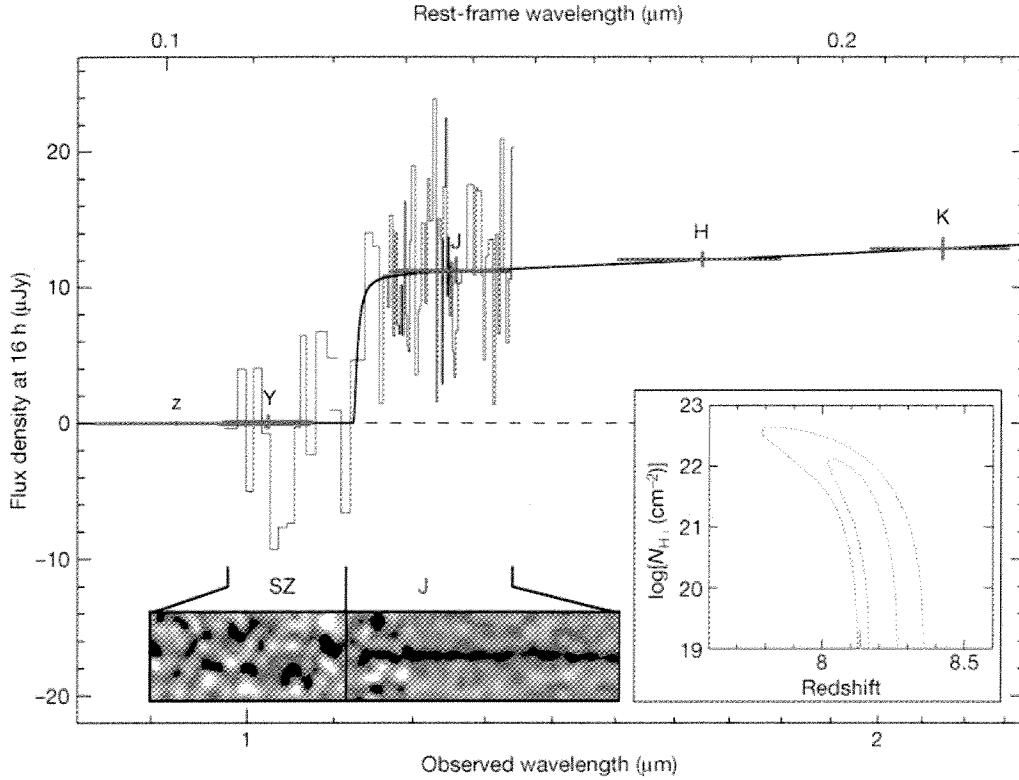 Rest-frame wavelength (µm)
0.1 0.2
Flux density at 16 h (µJy)
20
10
0
−10
−20
z
Y
J
H
K
SZ J
log[N_H I (cm⁻²)]
23
22
21
20
19
8 8.5
Redshift
1 2
Observed wavelength (µm)